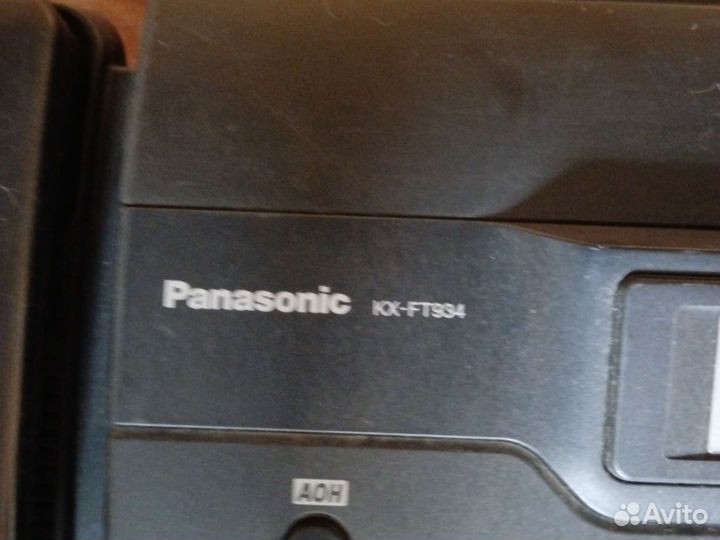 Panasonic KX-FT934
АОН
Avito